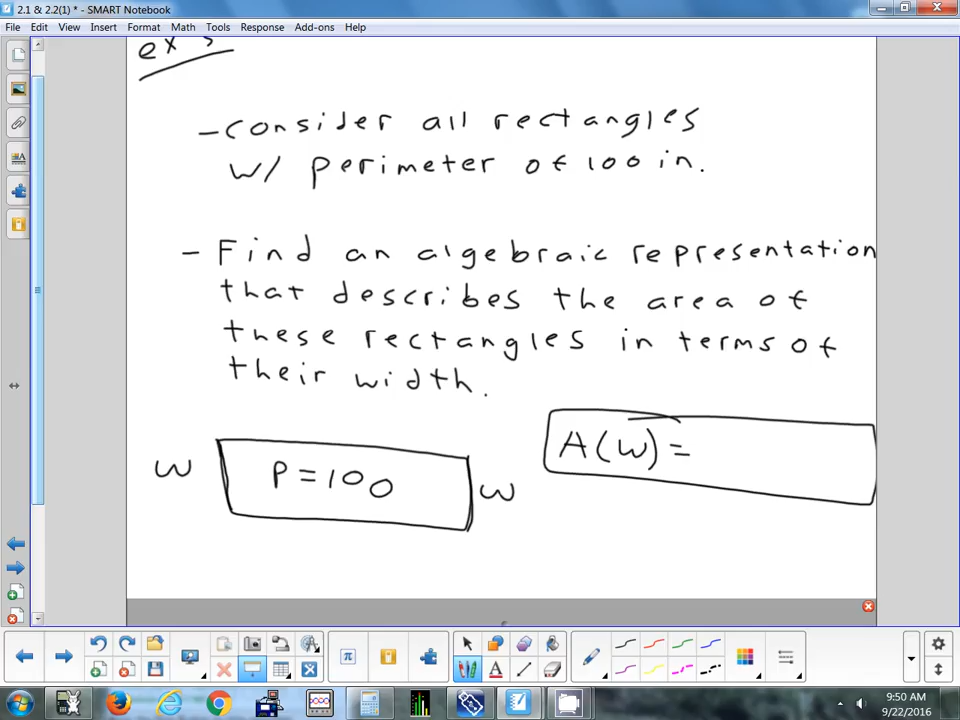 2.1 & 2.2(1) * - SMART Notebook
File Edit View Insert Format Math Tools Response Add-ons Help
ex
- consider all rectangles
w/ perimeter of 100 in.
- Find an algebraic representation
that describes the area of
these rectangles in terms of
their width.
A(w) =
w P = 100 w
9:50 AM
9/22/2016